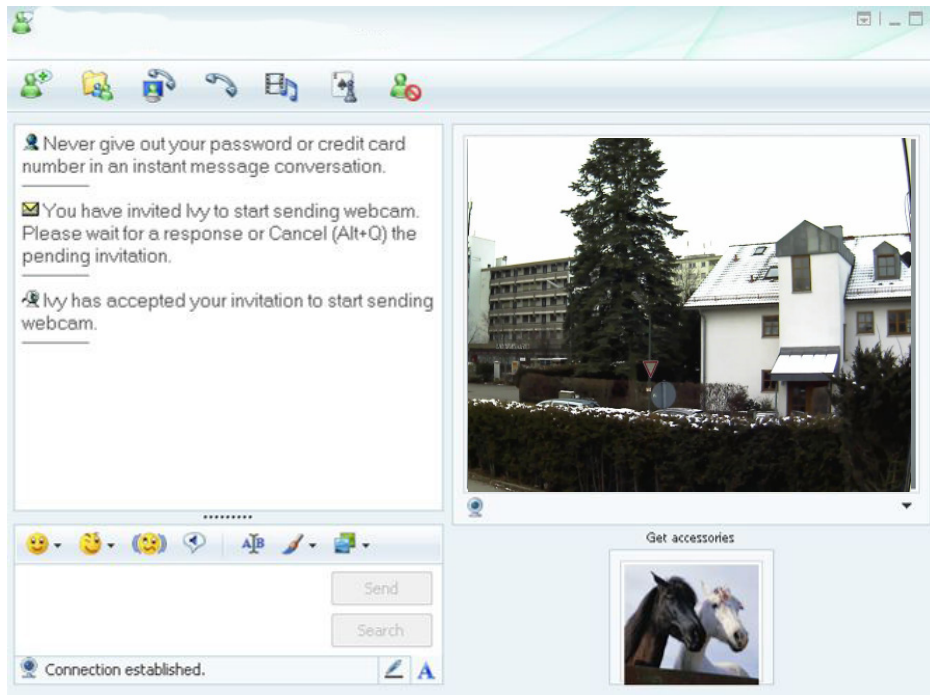 Never give out your password or credit card
number in an instant message conversation.
You have invited Ivy to start sending webcam.
Please wait for a response or Cancel (Alt+Q) the
pending invitation.
Ivy has accepted your invitation to start sending
webcam.
Get accessories
Send
Search
Connection established.